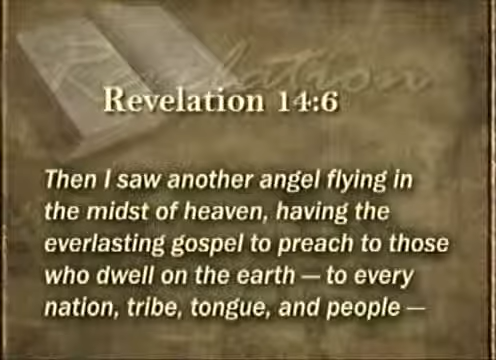 Revelation
Revelation 14:6
Then I saw another angel flying in
the midst of heaven, having the
everlasting gospel to preach to those
who dwell on the earth — to every
nation, tribe, tongue, and people —